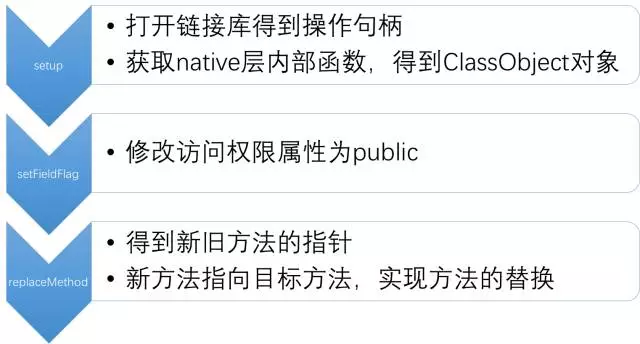 setup
• 打开链接库得到操作句柄
• 获取native层内部函数，得到ClassObject对象
setFieldFlag
• 修改访问权限属性为public
replaceMethod
• 得到新旧方法的指针
• 新方法指向目标方法，实现方法的替换